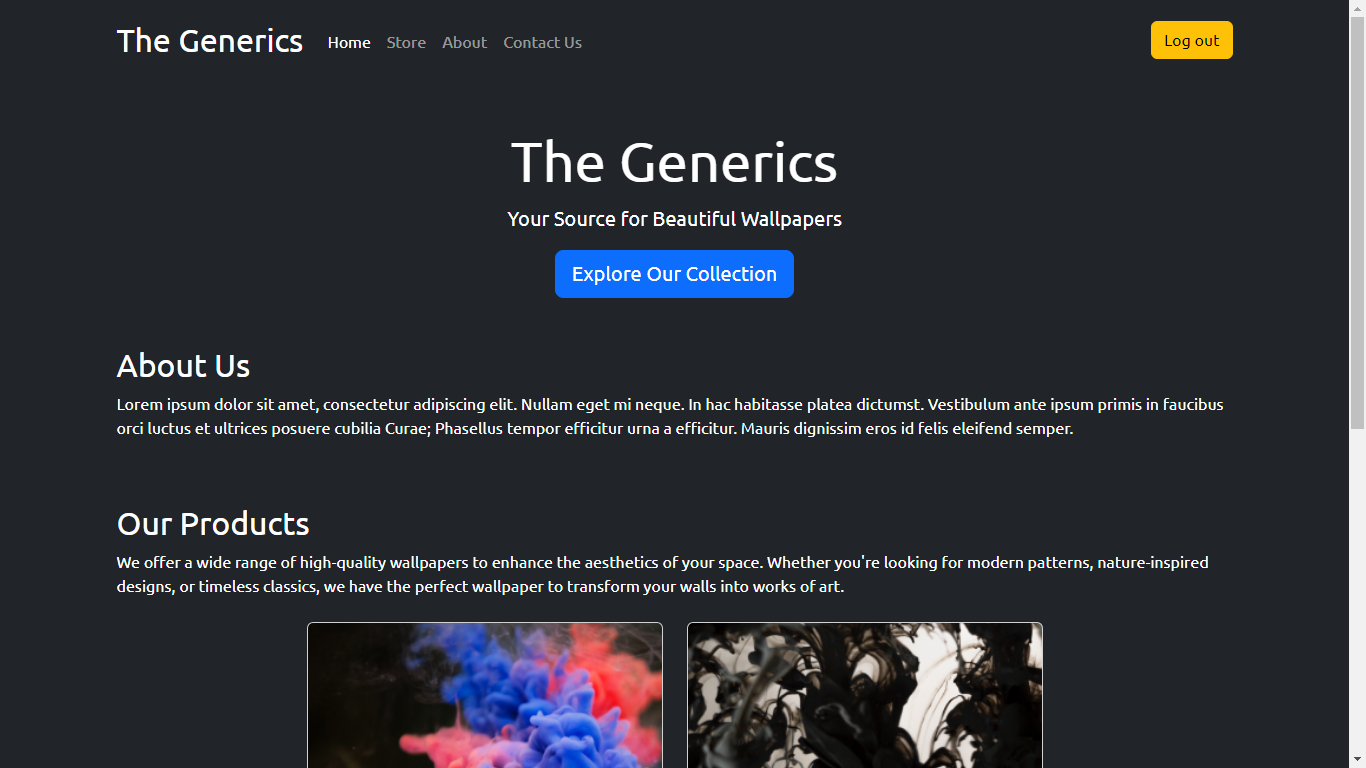 The Generics
Home
Store
About
Contact Us
Log out
The Generics
Your Source for Beautiful Wallpapers
Explore Our Collection
About Us
Lorem ipsum dolor sit amet, consectetur adipiscing elit. Nullam eget mi neque. In hac habitasse platea dictumst. Vestibulum ante ipsum primis in faucibus
orci luctus et ultrices posuere cubilia Curae; Phasellus tempor efficitur urna a efficitur. Mauris dignissim eros id felis eleifend semper.
Our Products
We offer a wide range of high-quality wallpapers to enhance the aesthetics of your space. Whether you're looking for modern patterns, nature-inspired
designs, or timeless classics, we have the perfect wallpaper to transform your walls into works of art.